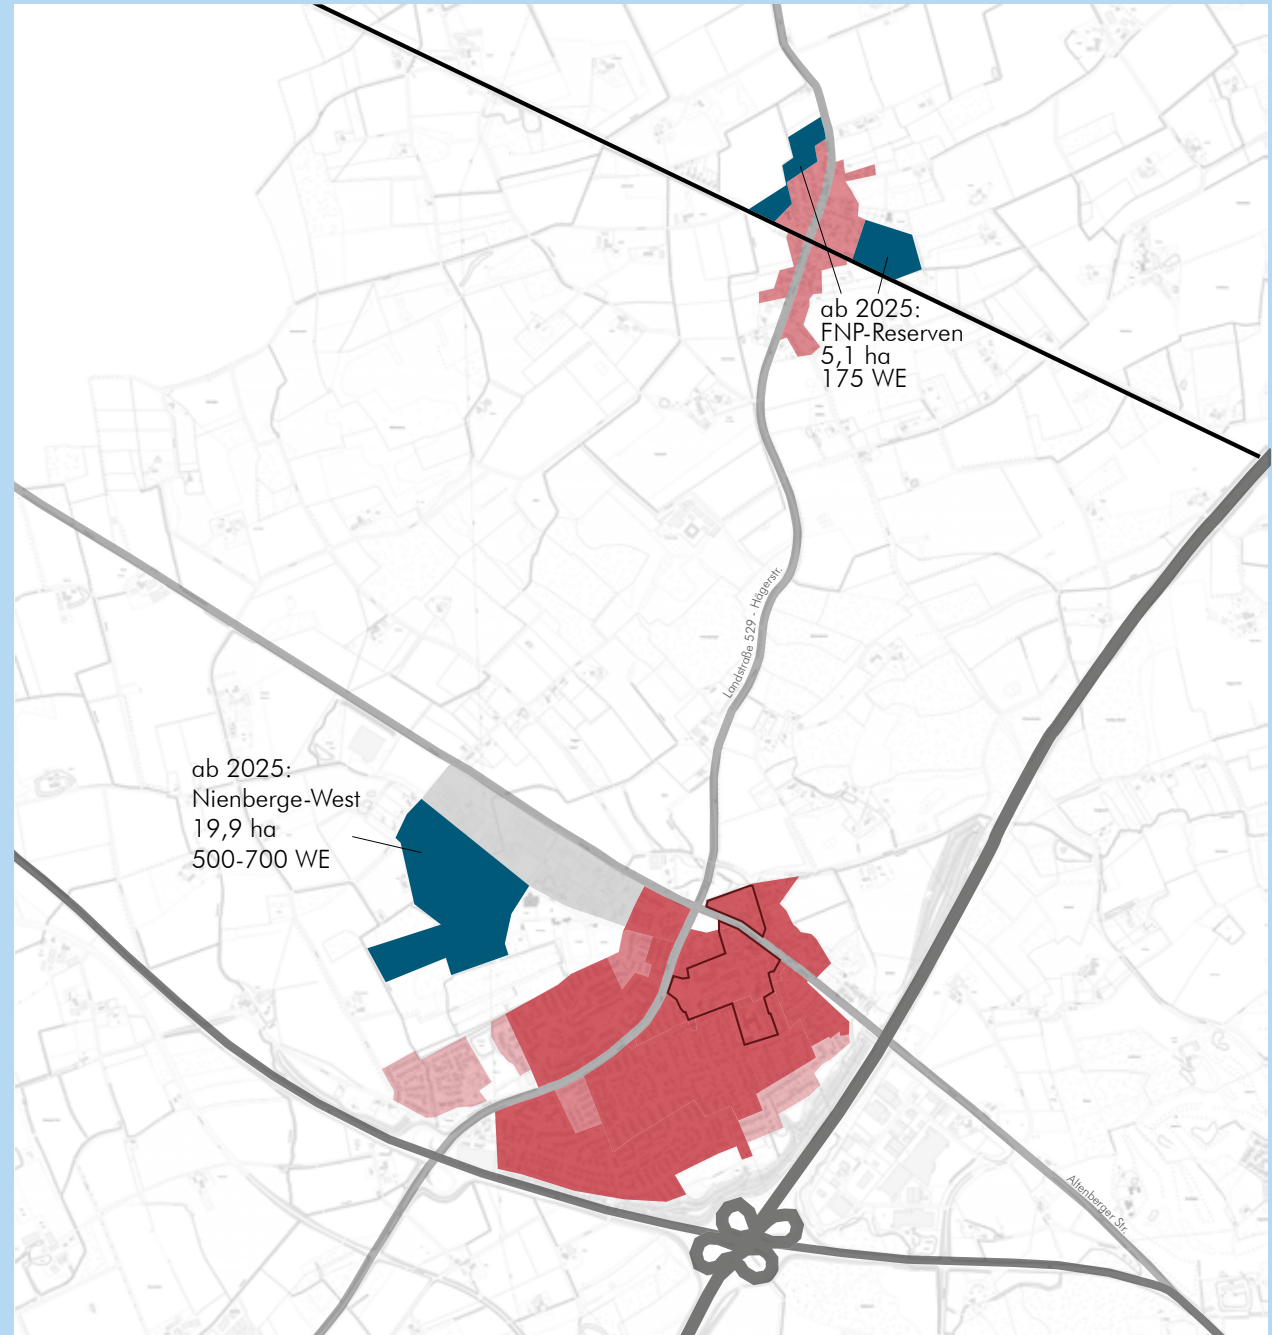 ab 2025:
FNP-Reserven
5,1 ha
175 WE
Landstraße 529 - Hägerstr.
ab 2025:
Nienberge-West
19,9 ha
500-700 WE
Altenberger Str.